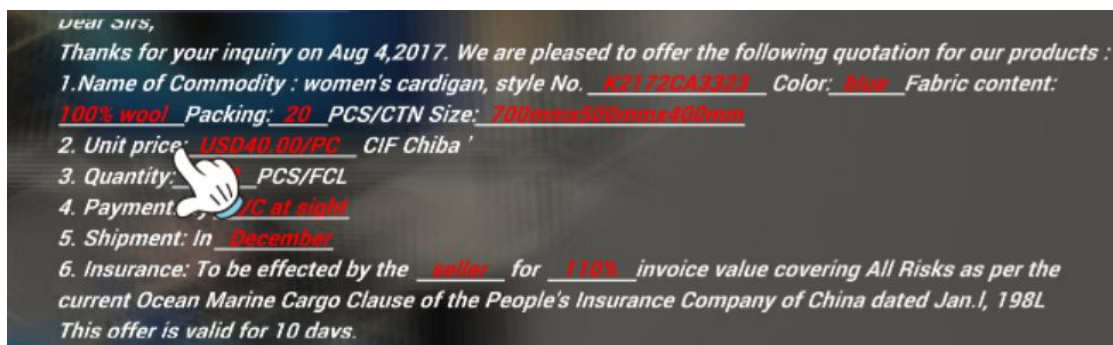 Dear Sirs,
Thanks for your inquiry on Aug 4,2017. We are pleased to offer the following quotation for our products :
1.Name of Commodity : women's cardigan, style No. K2172CA3323 Color: blue Fabric content:
100% wool Packing: 20 PCS/CTN Size: 700mmx500mmx400mm
2. Unit price: USD40.00/PC CIF Chiba '
3. Quantity: PCS/FCL
4. Payment. /C at sight
5. Shipment: In December
6. Insurance: To be effected by the seller for 110% invoice value covering All Risks as per the
current Ocean Marine Cargo Clause of the People's Insurance Company of China dated Jan.l, 198L
This offer is valid for 10 days.